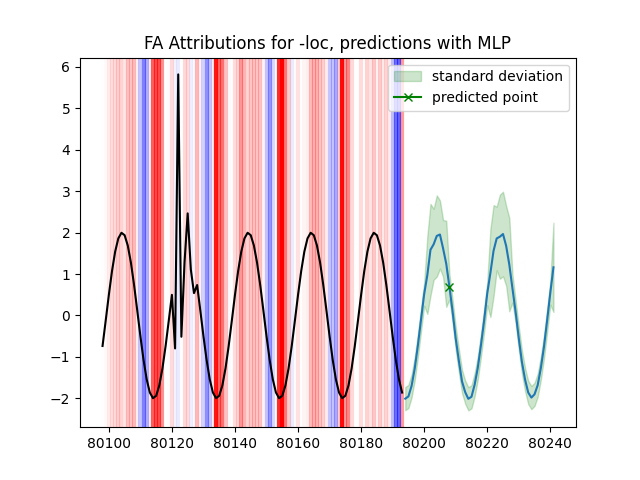 FA Attributions for -loc, predictions with MLP
standard deviation
predicted point
6
5
4
3
2
1
0
−1
−2
80100 80120 80140 80160 80180 80200 80220 80240